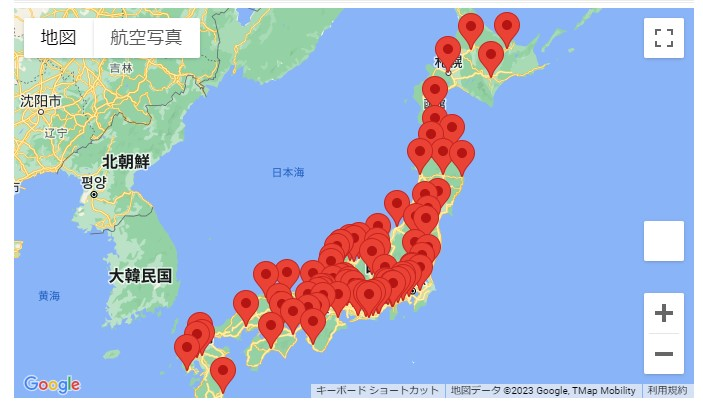 地図 航空写真
札幌
吉林
沈阳市
辽宁
北朝鮮
平壤
日本海
大韓民国
黄海
Google
キーボード ショートカット 地図データ ©2023 Google, TMap Mobility 利用規約